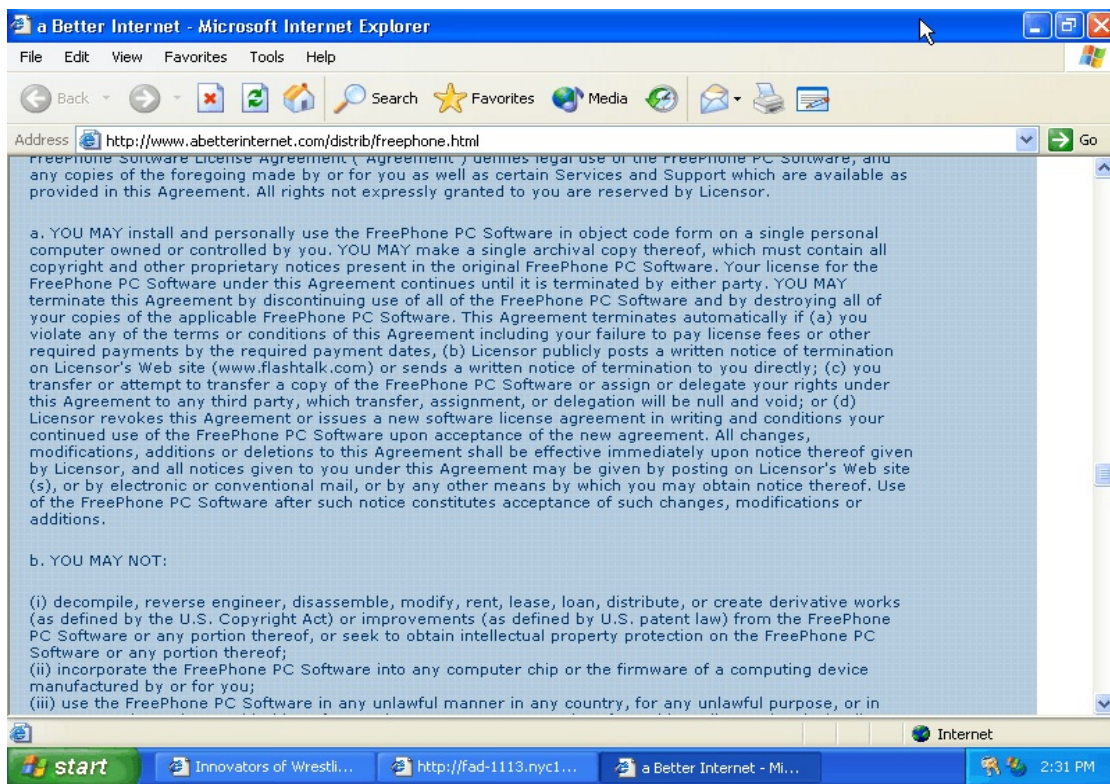 a Better Internet - Microsoft Internet Explorer
File Edit View Favorites Tools Help
Back Search Favorites Media
Address http://www.abetterinternet.com/distrib/freephone.html Go
FreePhone Software License Agreement ("Agreement") defines legal use of the FreePhone PC Software, and
any copies of the foregoing made by or for you as well as certain Services and Support which are available as
provided in this Agreement. All rights not expressly granted to you are reserved by Licensor.
a. YOU MAY install and personally use the FreePhone PC Software in object code form on a single personal
computer owned or controlled by you. YOU MAY make a single archival copy thereof, which must contain all
copyright and other proprietary notices present in the original FreePhone PC Software. Your license for the
FreePhone PC Software under this Agreement continues until it is terminated by either party. YOU MAY
terminate this Agreement by discontinuing use of all of the FreePhone PC Software and by destroying all of
your copies of the applicable FreePhone PC Software. This Agreement terminates automatically if (a) you
violate any of the terms or conditions of this Agreement including your failure to pay license fees or other
required payments by the required payment dates, (b) Licensor publicly posts a written notice of termination
on Licensor's Web site (www.flashtalk.com) or sends a written notice of termination to you directly; (c) you
transfer or attempt to transfer a copy of the FreePhone PC Software or assign or delegate your rights under
this Agreement to any third party, which transfer, assignment, or delegation will be null and void; or (d)
Licensor revokes this Agreement or issues a new software license agreement in writing and conditions your
continued use of the FreePhone PC Software upon acceptance of the new agreement. All changes,
modifications, additions or deletions to this Agreement shall be effective immediately upon notice thereof given
by Licensor, and all notices given to you under this Agreement may be given by posting on Licensor's Web site
(s), or by electronic or conventional mail, or by any other means by which you may obtain notice thereof. Use
of the FreePhone PC Software after such notice constitutes acceptance of such changes, modifications or
additions.
b. YOU MAY NOT:
(i) decompile, reverse engineer, disassemble, modify, rent, lease, loan, distribute, or create derivative works
(as defined by the U.S. Copyright Act) or improvements (as defined by U.S. patent law) from the FreePhone
PC Software or any portion thereof, or seek to obtain intellectual property protection on the FreePhone PC
Software or any portion thereof;
(ii) incorporate the FreePhone PC Software into any computer chip or the firmware of a computing device
manufactured by or for you;
(iii) use the FreePhone PC Software in any unlawful manner in any country, for any unlawful purpose, or in
Internet
start Innovators of Wrestli... http://fad-1113.nyc1... a Better Internet - Mi... 2:31 PM